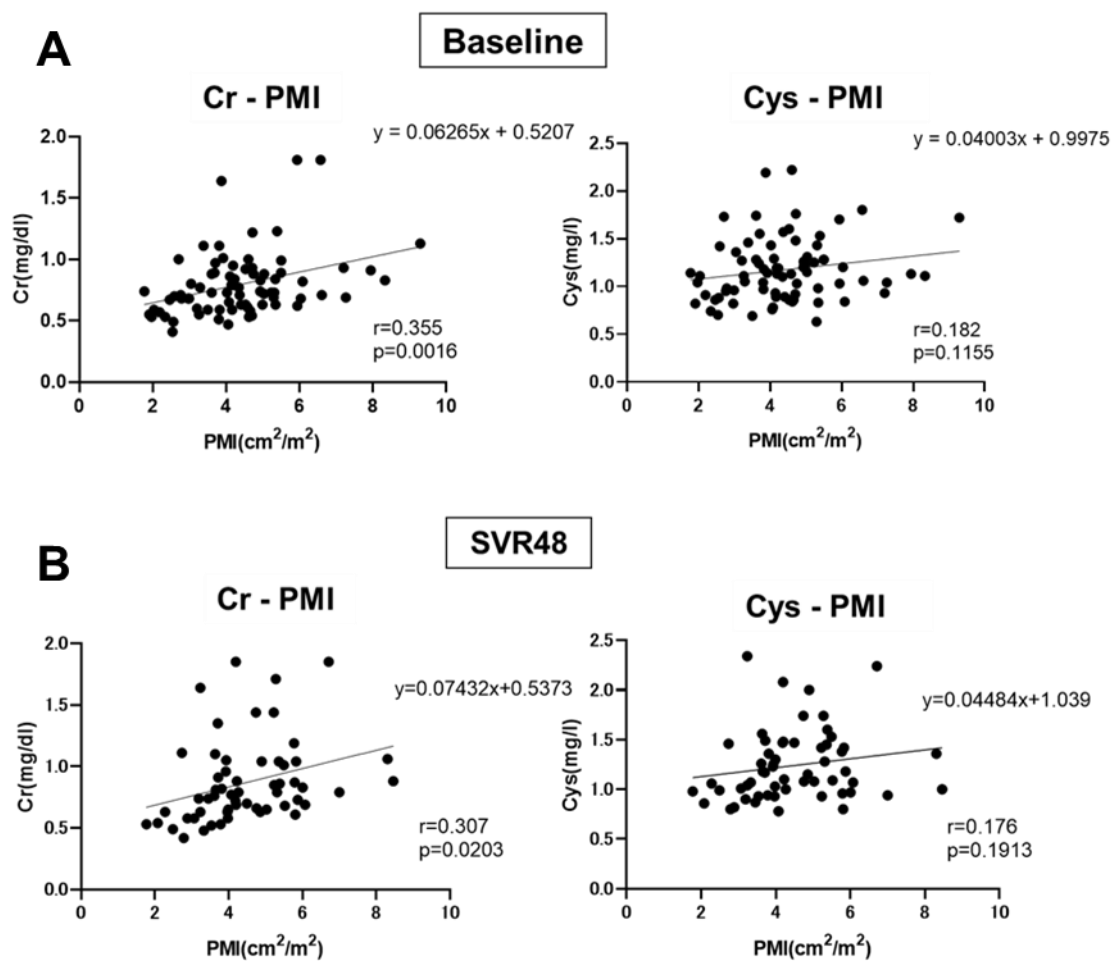 A
Baseline
Cr - PMI
y = 0.06265x + 0.5207
2.0
1.5
1.0
0.5
0.0
Cr(mg/dl)
r=0.355
p=0.0016
0 2 4 6 8 10
PMI(cm²/m²)
Cys - PMI
y = 0.04003x + 0.9975
2.5
2.0
1.5
1.0
0.5
0.0
Cys(mg/l)
r=0.182
p=0.1155
0 2 4 6 8 10
PMI(cm²/m²)
B
SVR48
Cr - PMI
y=0.07432x+0.5373
2.0
1.5
1.0
0.5
0.0
Cr(mg/dl)
r=0.307
p=0.0203
0 2 4 6 8 10
PMI(cm²/m²)
Cys - PMI
y=0.04484x+1.039
2.5
2.0
1.5
1.0
0.5
0.0
Cys(mg/l)
r=0.176
p=0.1913
0 2 4 6 8 10
PMI(cm²/m²)